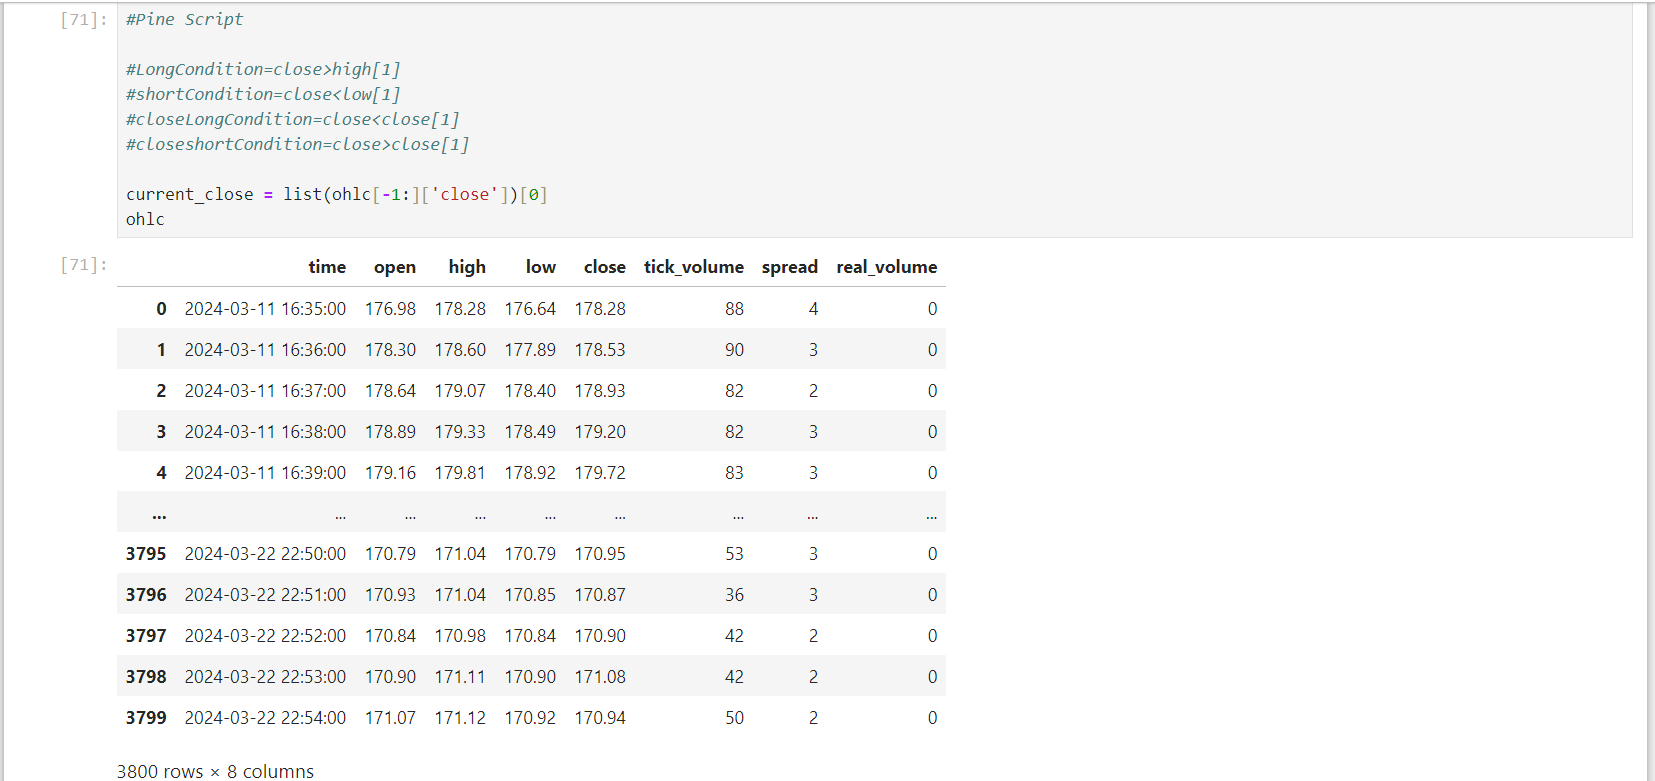 [71]: #Pine Script
#LongCondition=close>high[1]
#shortCondition=close<low[1]
#closeLongCondition=close<close[1]
#closeshortCondition=close>close[1]
current_close = list(ohlc[-1:]['close'])[0]
ohlc
[71]: time open high low close tick_volume spread real_volume
0 2024-03-11 16:35:00 176.98 178.28 176.64 178.28 88 4 0
1 2024-03-11 16:36:00 178.30 178.60 177.89 178.53 90 3 0
2 2024-03-11 16:37:00 178.64 179.07 178.40 178.93 82 2 0
3 2024-03-11 16:38:00 178.89 179.33 178.49 179.20 82 3 0
4 2024-03-11 16:39:00 179.16 179.81 178.92 179.72 83 3 0
... ... ... ... ... ... ... ... ...
3795 2024-03-22 22:50:00 170.79 171.04 170.79 170.95 53 3 0
3796 2024-03-22 22:51:00 170.93 171.04 170.85 170.87 36 3 0
3797 2024-03-22 22:52:00 170.84 170.98 170.84 170.90 42 2 0
3798 2024-03-22 22:53:00 170.90 171.11 170.90 171.08 42 2 0
3799 2024-03-22 22:54:00 171.07 171.12 170.92 170.94 50 2 0
3800 rows × 8 columns